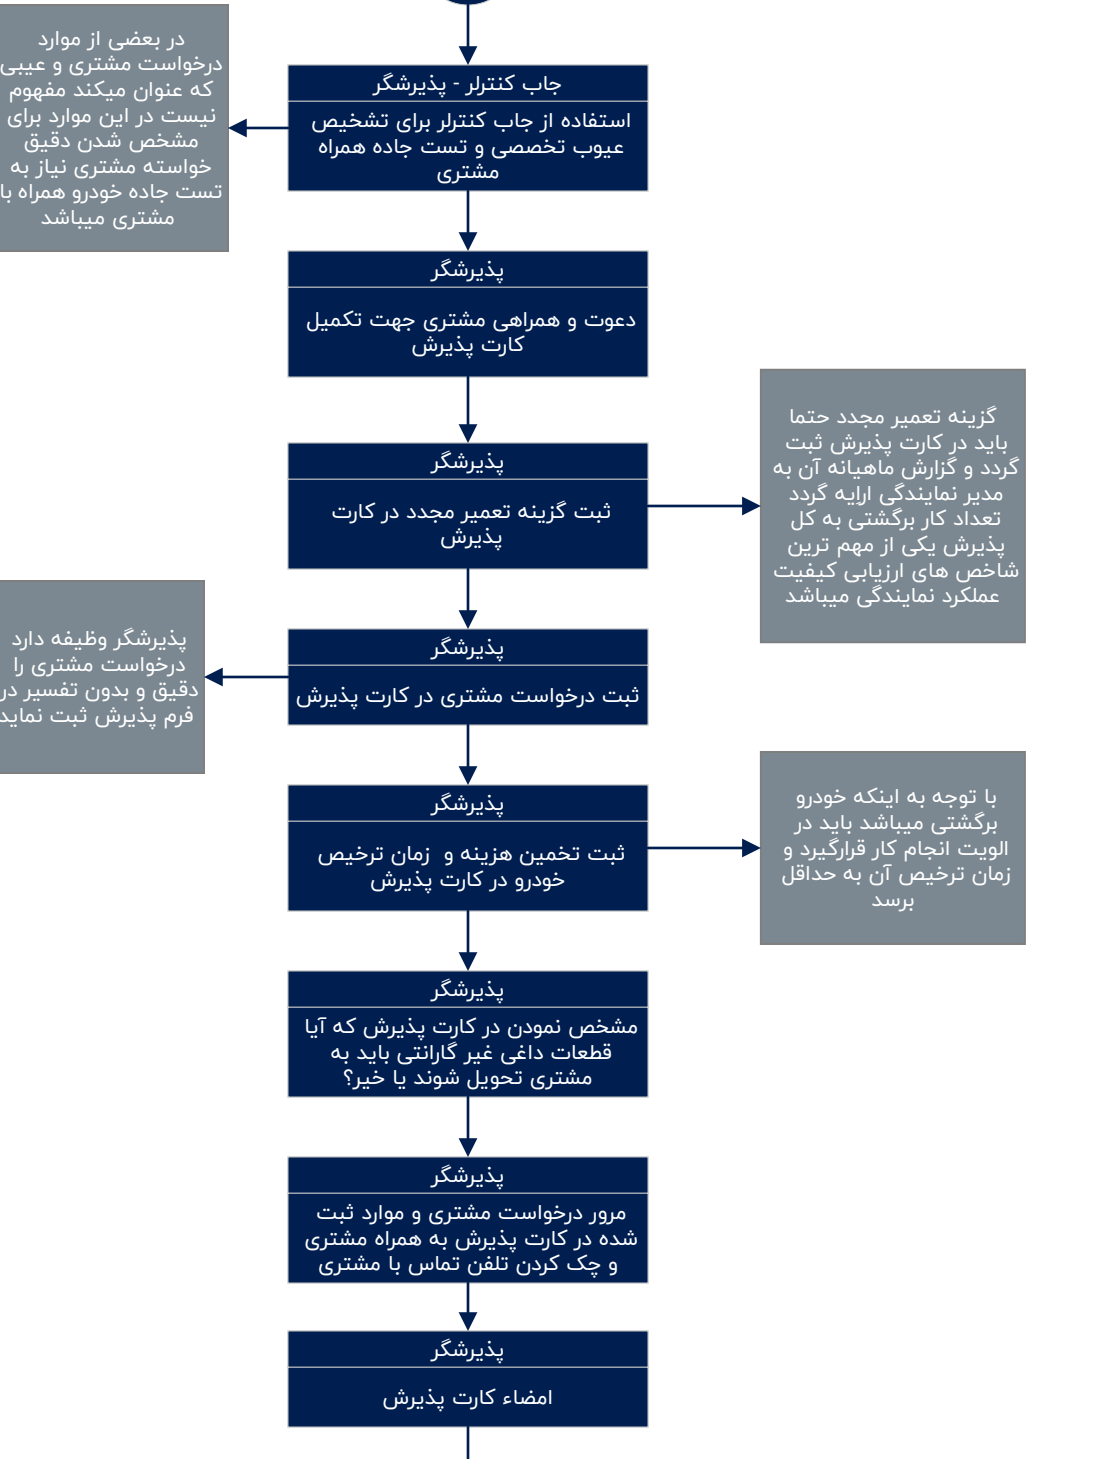 در بعضی از موارد
درخواست مشتری و عیبی
که عنوان میکند مفهوم
نیست در این موارد برای
مشخص شدن دقیق
خواسته مشتری نیاز به
تست جاده خودرو همراه با
مشتری میباشد
جاب کنترلر - پذیرشگر
استفاده از جاب کنترلر برای تشخیص
عیوب تخصصی و تست جاده همراه
مشتری
پذیرشگر
دعوت و همراهی مشتری جهت تکمیل
کارت پذیرش
پذیرشگر
ثبت گزینه تعمیر مجدد در کارت
پذیرش
گزینه تعمیر مجدد حتما
باید در کارت پذیرش ثبت
گردد و گزارش ماهیانه آن به
مدیر نمایندگی ارایه گردد
تعداد کار برگشتی به کل
پذیرش یکی از مهم ترین
شاخص های ارزیابی کیفیت
عملکرد نمایندگی میباشد
پذیرشگر
ثبت درخواست مشتری در کارت پذیرش
پذیرشگر وظیفه دارد
درخواست مشتری را
دقیق و بدون تفسیر در
فرم پذیرش ثبت نماید
پذیرشگر
ثبت تخمین هزینه و زمان ترخیص
خودرو در کارت پذیرش
با توجه به اینکه خودرو
برگشتی میباشد باید در
الویت انجام کار قرارگیرد و
زمان ترخیص آن به حداقل
برسد
پذیرشگر
مشخص نمودن در کارت پذیرش که آیا
قطعات داغی غیر گارانتی باید به
مشتری تحویل شوند یا خیر؟
پذیرشگر
مرور درخواست مشتری و موارد ثبت
شده در کارت پذیرش به همراه مشتری
و چک کردن تلفن تماس با مشتری
پذیرشگر
امضاء کارت پذیرش